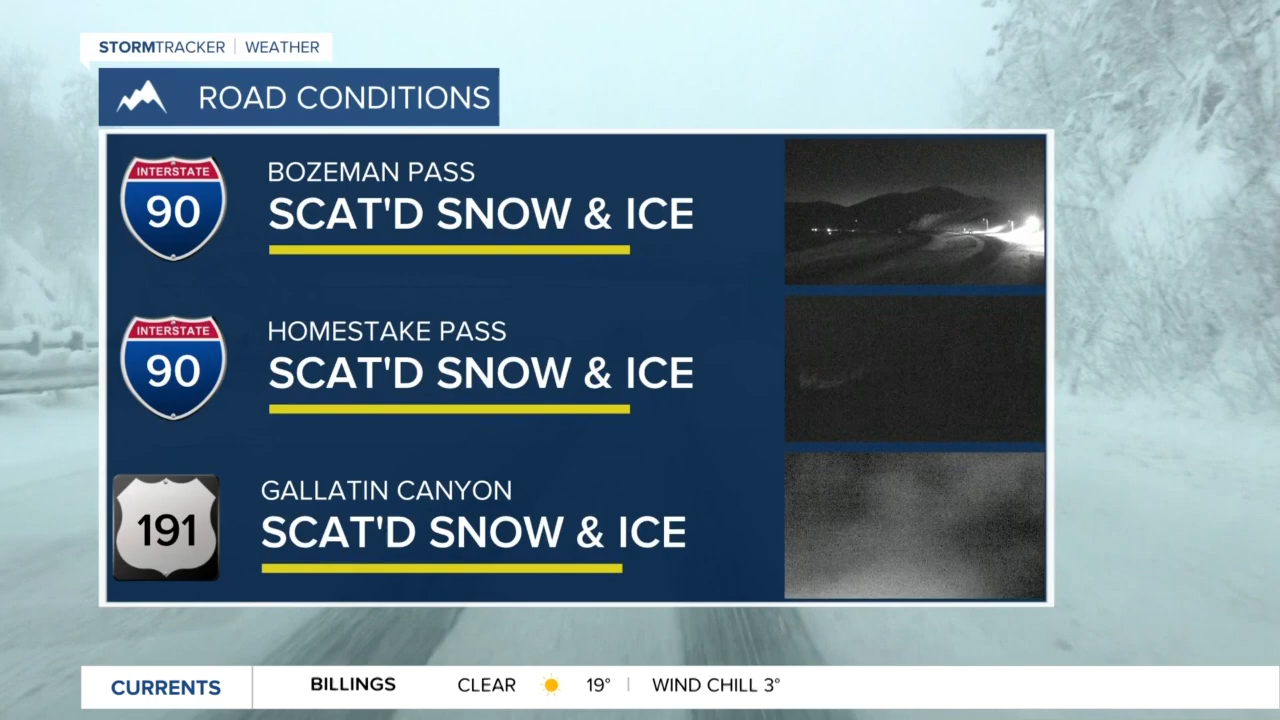 STORMTRACKER | WEATHER
ROAD CONDITIONS
INTERSTATE
90
BOZEMAN PASS
SCAT'D SNOW & ICE
INTERSTATE
90
HOMESTAKE PASS
SCAT'D SNOW & ICE
191
GALLATIN CANYON
SCAT'D SNOW & ICE
CURRENTS BILLINGS CLEAR 19° | WIND CHILL 3°